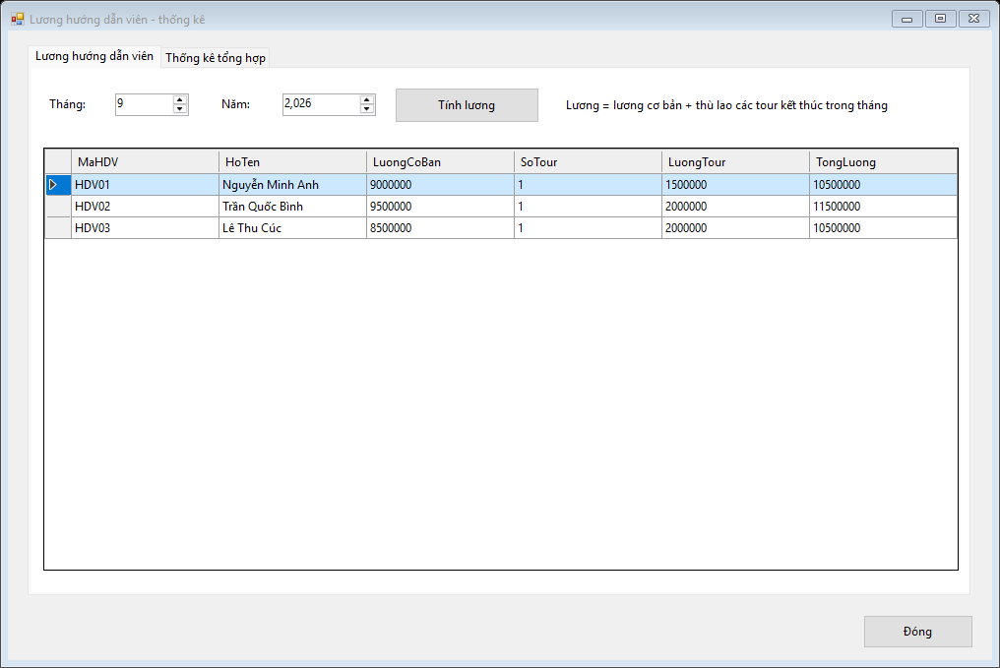 Lương hướng dẫn viên - thống kê
Lương hướng dẫn viên Thống kê tổng hợp
Tháng: 9 Năm: 2,026 Tính lương Lương = lương cơ bản + thù lao các tour kết thúc trong tháng
MaHDV HoTen LuongCoBan SoTour LuongTour TongLuong
HDV01 Nguyễn Minh Anh 9000000 1 1500000 10500000
HDV02 Trần Quốc Bình 9500000 1 2000000 11500000
HDV03 Lê Thu Cúc 8500000 1 2000000 10500000
Đóng